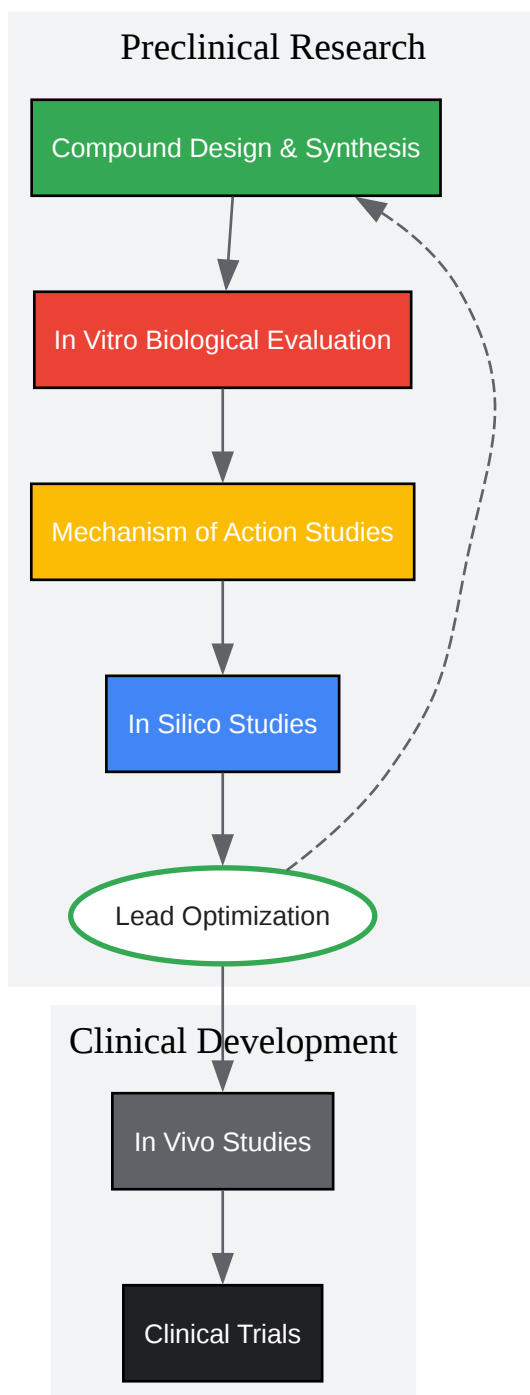 Preclinical Research
Compound Design & Synthesis
In Vitro Biological Evaluation
Mechanism of Action Studies
In Silico Studies
Lead Optimization
Clinical Development
In Vivo Studies
Clinical Trials